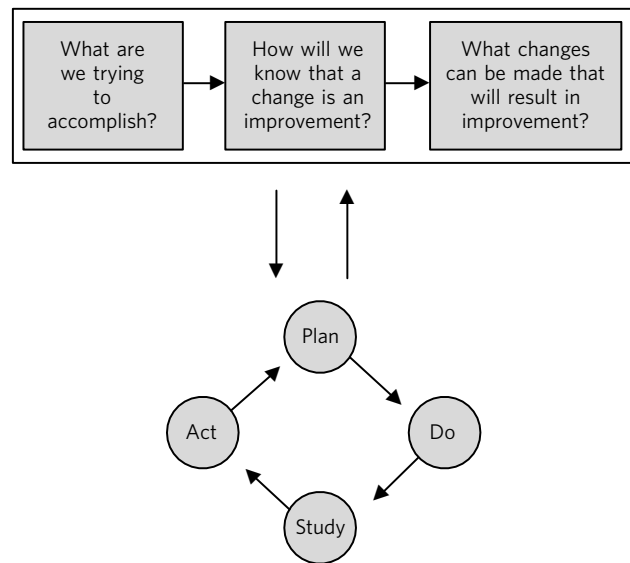 What are
we trying
to
accomplish?
How will we
know that a
change is an
improvement?
What changes
can be made that
will result in
improvement?
Plan
Act
Do
Study